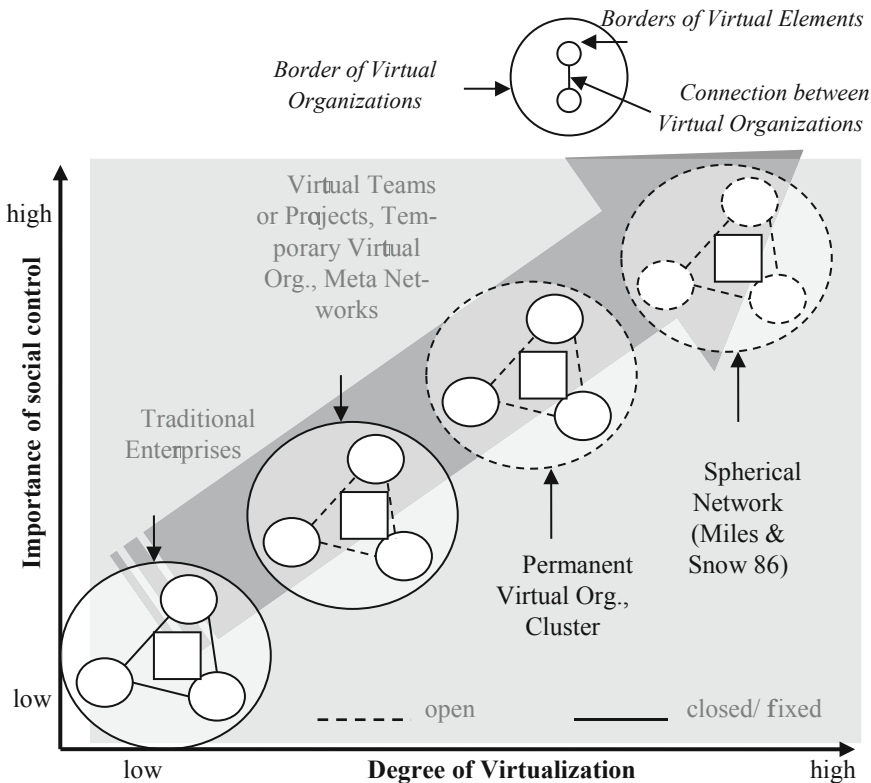 Borders of Virtual Elements
Border of Virtual
Organizations
Connection between
Virtual Organizations
Importance of social control
high
low
Virtual Teams
or Projects, Tem-
porary Virtual
Org., Meta Net-
works
Traditional
Enterprises
Spherical
Network
(Miles &
Snow 86)
Permanent
Virtual Org.,
Cluster
open
closed/ fixed
low
Degree of Virtualization
high